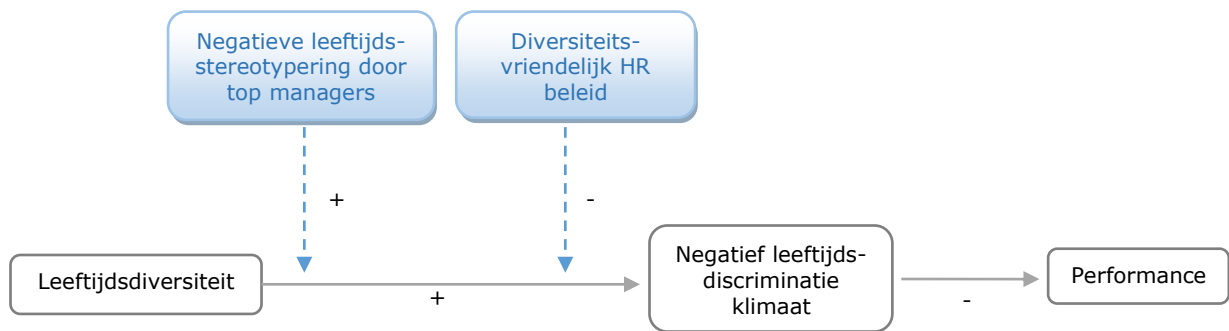 Negatieve leeftijds-
stereotypering door
top managers
Diversiteits-
vriendelijk HR
beleid
+
-
Leeftijdsdiversiteit
+
Negatief leeftijds-
discriminatie
klimaat
-
Performance